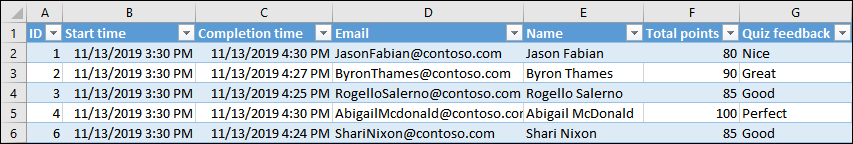 A B C D E F G
1 ID Start time Completion time Email Name Total points Quiz feedback
2 1 11/13/2019 3:30 PM 11/13/2019 4:30 PM JasonFabian@contoso.com Jason Fabian 80 Nice
3 2 11/13/2019 3:30 PM 11/13/2019 4:27 PM ByronThames@contoso.com Byron Thames 90 Great
4 3 11/13/2019 3:30 PM 11/13/2019 4:25 PM RogelloSalerno@contoso.com Rogello Salerno 85 Good
5 4 11/13/2019 3:30 PM 11/13/2019 4:30 PM AbigailMcdonald@contoso.com Abigail McDonald 100 Perfect
6 6 11/13/2019 3:30 PM 11/13/2019 4:24 PM ShariNixon@contoso.com Shari Nixon 85 Good